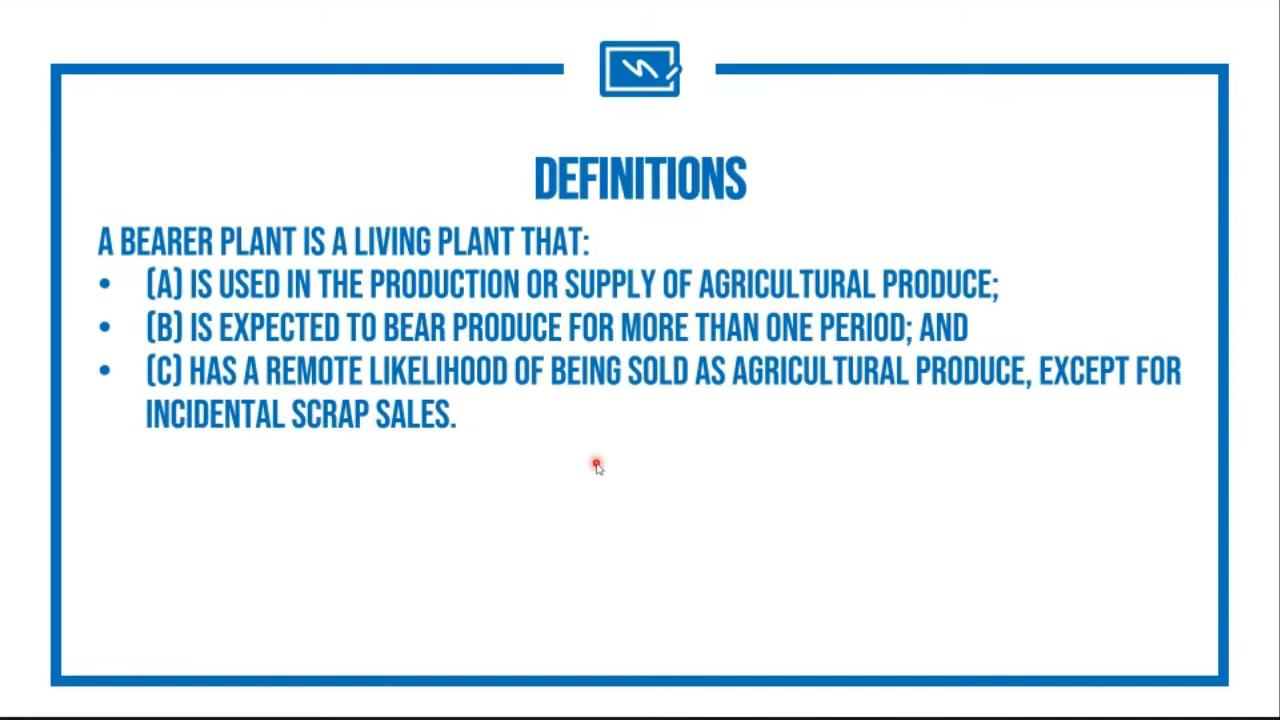 DEFINITIONS
A BEARER PLANT IS A LIVING PLANT THAT:
• (A) IS USED IN THE PRODUCTION OR SUPPLY OF AGRICULTURAL PRODUCE;
• (B) IS EXPECTED TO BEAR PRODUCE FOR MORE THAN ONE PERIOD; AND
• (C) HAS A REMOTE LIKELIHOOD OF BEING SOLD AS AGRICULTURAL PRODUCE, EXCEPT FOR
INCIDENTAL SCRAP SALES.